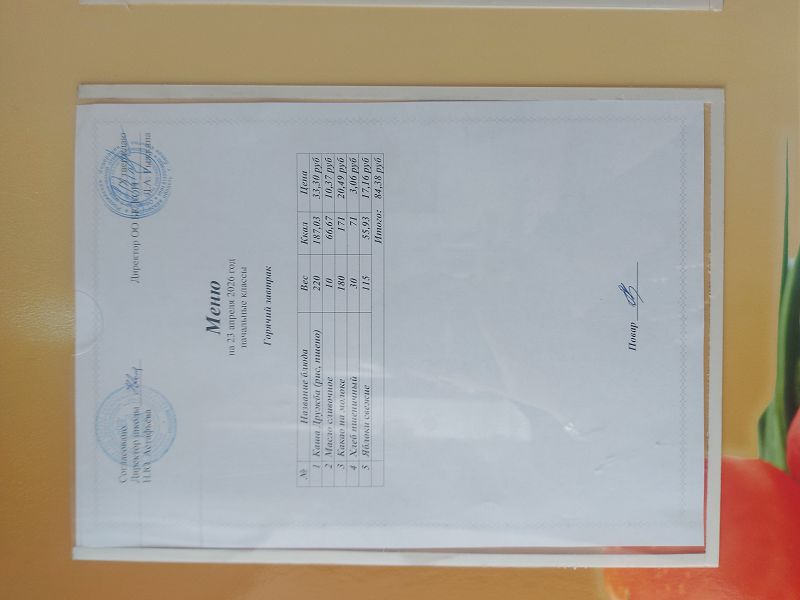 Согласовано
Директор школы
Н.Ю. Астафьева
Утверждаю
Директор ООО
Меню
на 23 апреля 2026 год
начальные классы
Горячий завтрак
№ Название блюда Вес Ккал Цена
1 Каша Дружба (рис, пшено) 220 187,03 33,30 руб
2 Масло сливочное 10 66,67 10,37 руб
3 Какао на молоке 180 171 20,49 руб
4 Хлеб пшеничный 30 71 3,06 руб
5 Яблоки свежие 115 55,93 17,16 руб
Итого: 84,38 руб
Повар